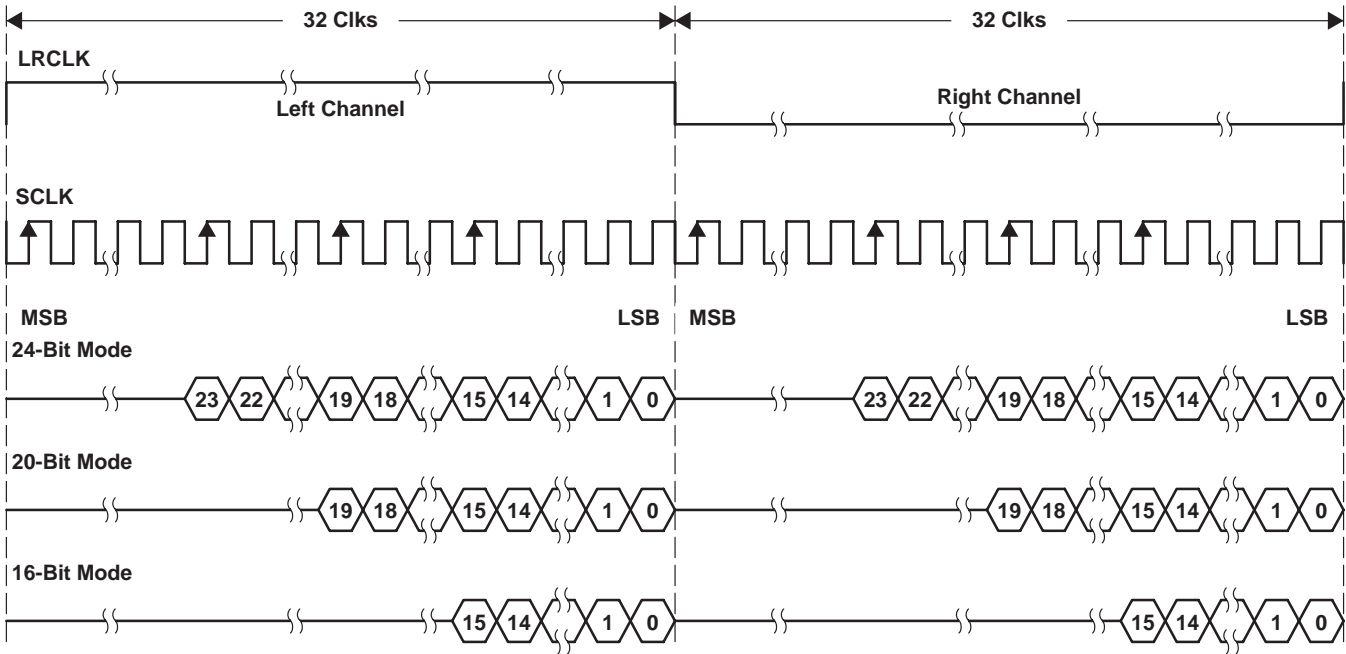 32 Clks 32 Clks
LRCLK
Left Channel Right Channel
SCLK
MSB LSB MSB LSB
24-Bit Mode
23 22 19 18 15 14 1 0 23 22 19 18 15 14 1 0
20-Bit Mode
19 18 15 14 1 0 19 18 15 14 1 0
16-Bit Mode
15 14 1 0 15 14 1 0